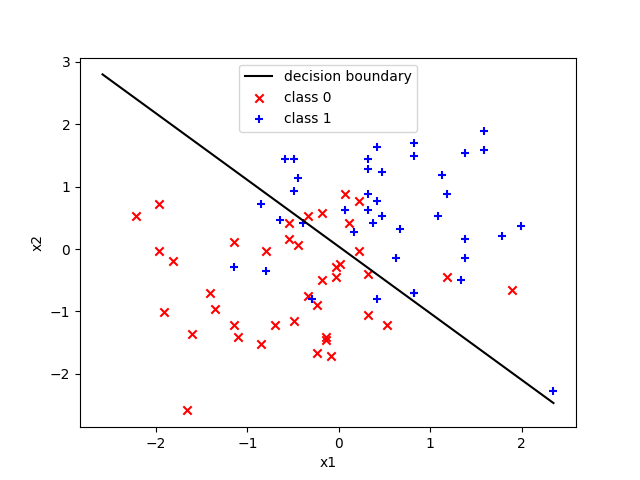 3
2
1
0
−1
−2
x2
decision boundary
class 0
class 1
−2
−1
0
1
2
x1